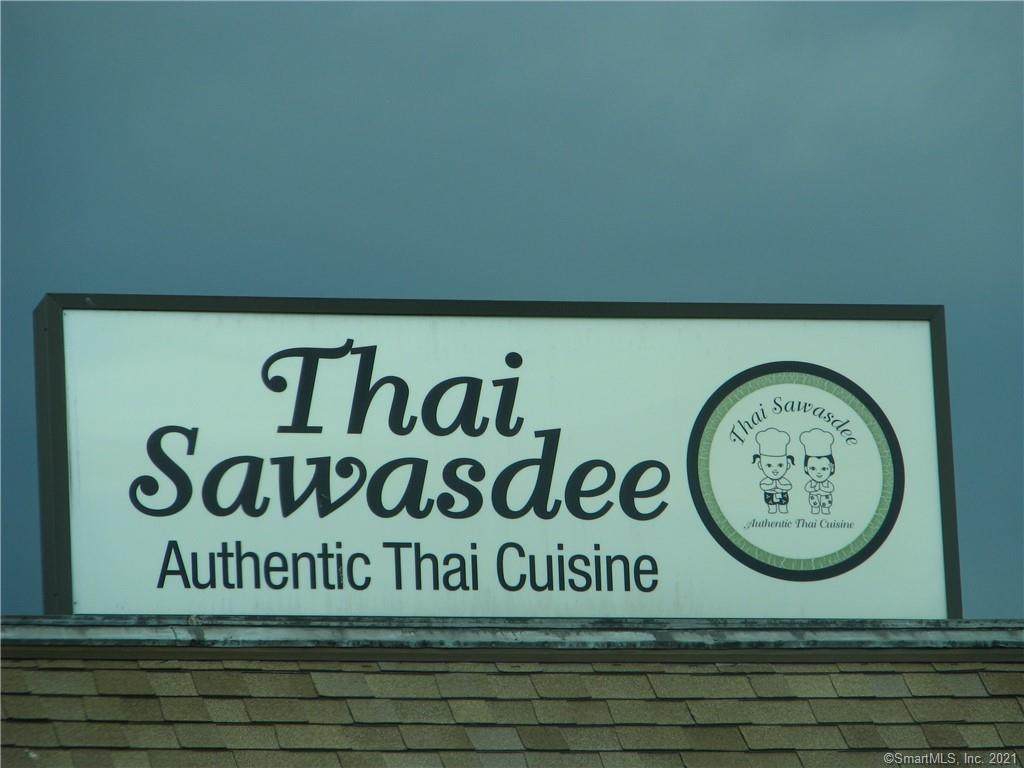 Thai
Sawasdee
Authentic Thai Cuisine
Thai Sawasdee
Authentic Thai Cuisine
©SmartMLS, Inc. 2021